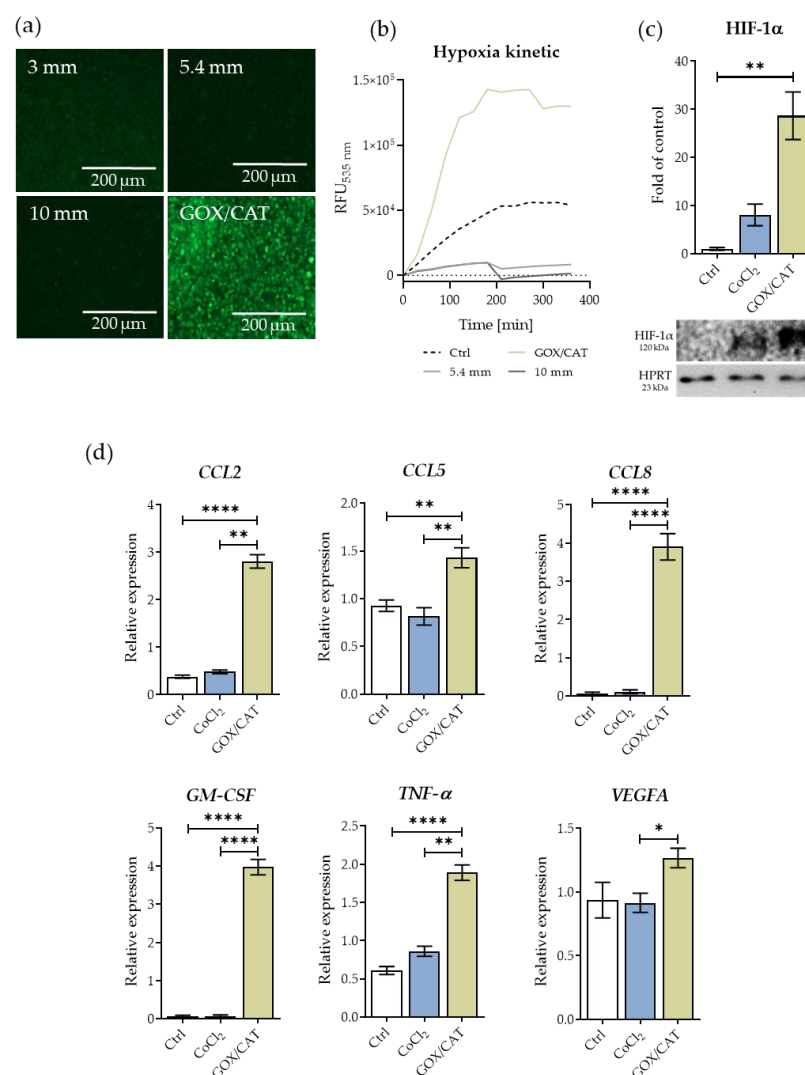 (a)
3 mm
200 μm
5.4 mm
200 μm
10 mm
200 μm
GOX/CAT
200 μm
(b)
Hypoxia kinetic
RFU535 nm
1.5×10⁵
1×10⁵
5×10⁴
0
0 100 200 300 400
Time [min]
Ctrl
GOX/CAT
5.4 mm
10 mm
(c)
HIF-1α
Fold of control
40
30
20
10
0
**
Ctrl
CoCl₂
GOX/CAT
HIF-1α
120 kDa
HPRT
23 kDa
(d)
CCL2
Relative expression
4
3
2
1
0
****
**
Ctrl
CoCl₂
GOX/CAT
CCL5
Relative expression
2.0
1.5
1.0
0.5
0.0
**
**
Ctrl
CoCl₂
GOX/CAT
CCL8
Relative expression
5
4
3
2
1
0
****
****
Ctrl
CoCl₂
GOX/CAT
GM-CSF
Relative expression
5
4
3
2
1
0
****
****
Ctrl
CoCl₂
GOX/CAT
TNF-α
Relative expression
2.5
2.0
1.5
1.0
0.5
0.0
****
**
Ctrl
CoCl₂
GOX/CAT
VEGFA
Relative expression
1.5
1.0
0.5
0.0
*
Ctrl
CoCl₂
GOX/CAT